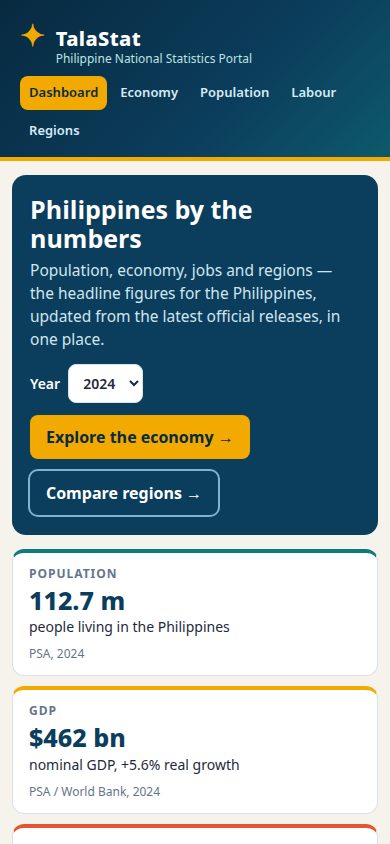 TalaStat
Philippine National Statistics Portal
Dashboard Economy Population Labour
Regions
Philippines by the
numbers
Population, economy, jobs and regions —
the headline figures for the Philippines,
updated from the latest official releases, in
one place.
Year 2024
Explore the economy →
Compare regions →
POPULATION
112.7 m
people living in the Philippines
PSA, 2024
GDP
$462 bn
nominal GDP, +5.6% real growth
PSA / World Bank, 2024